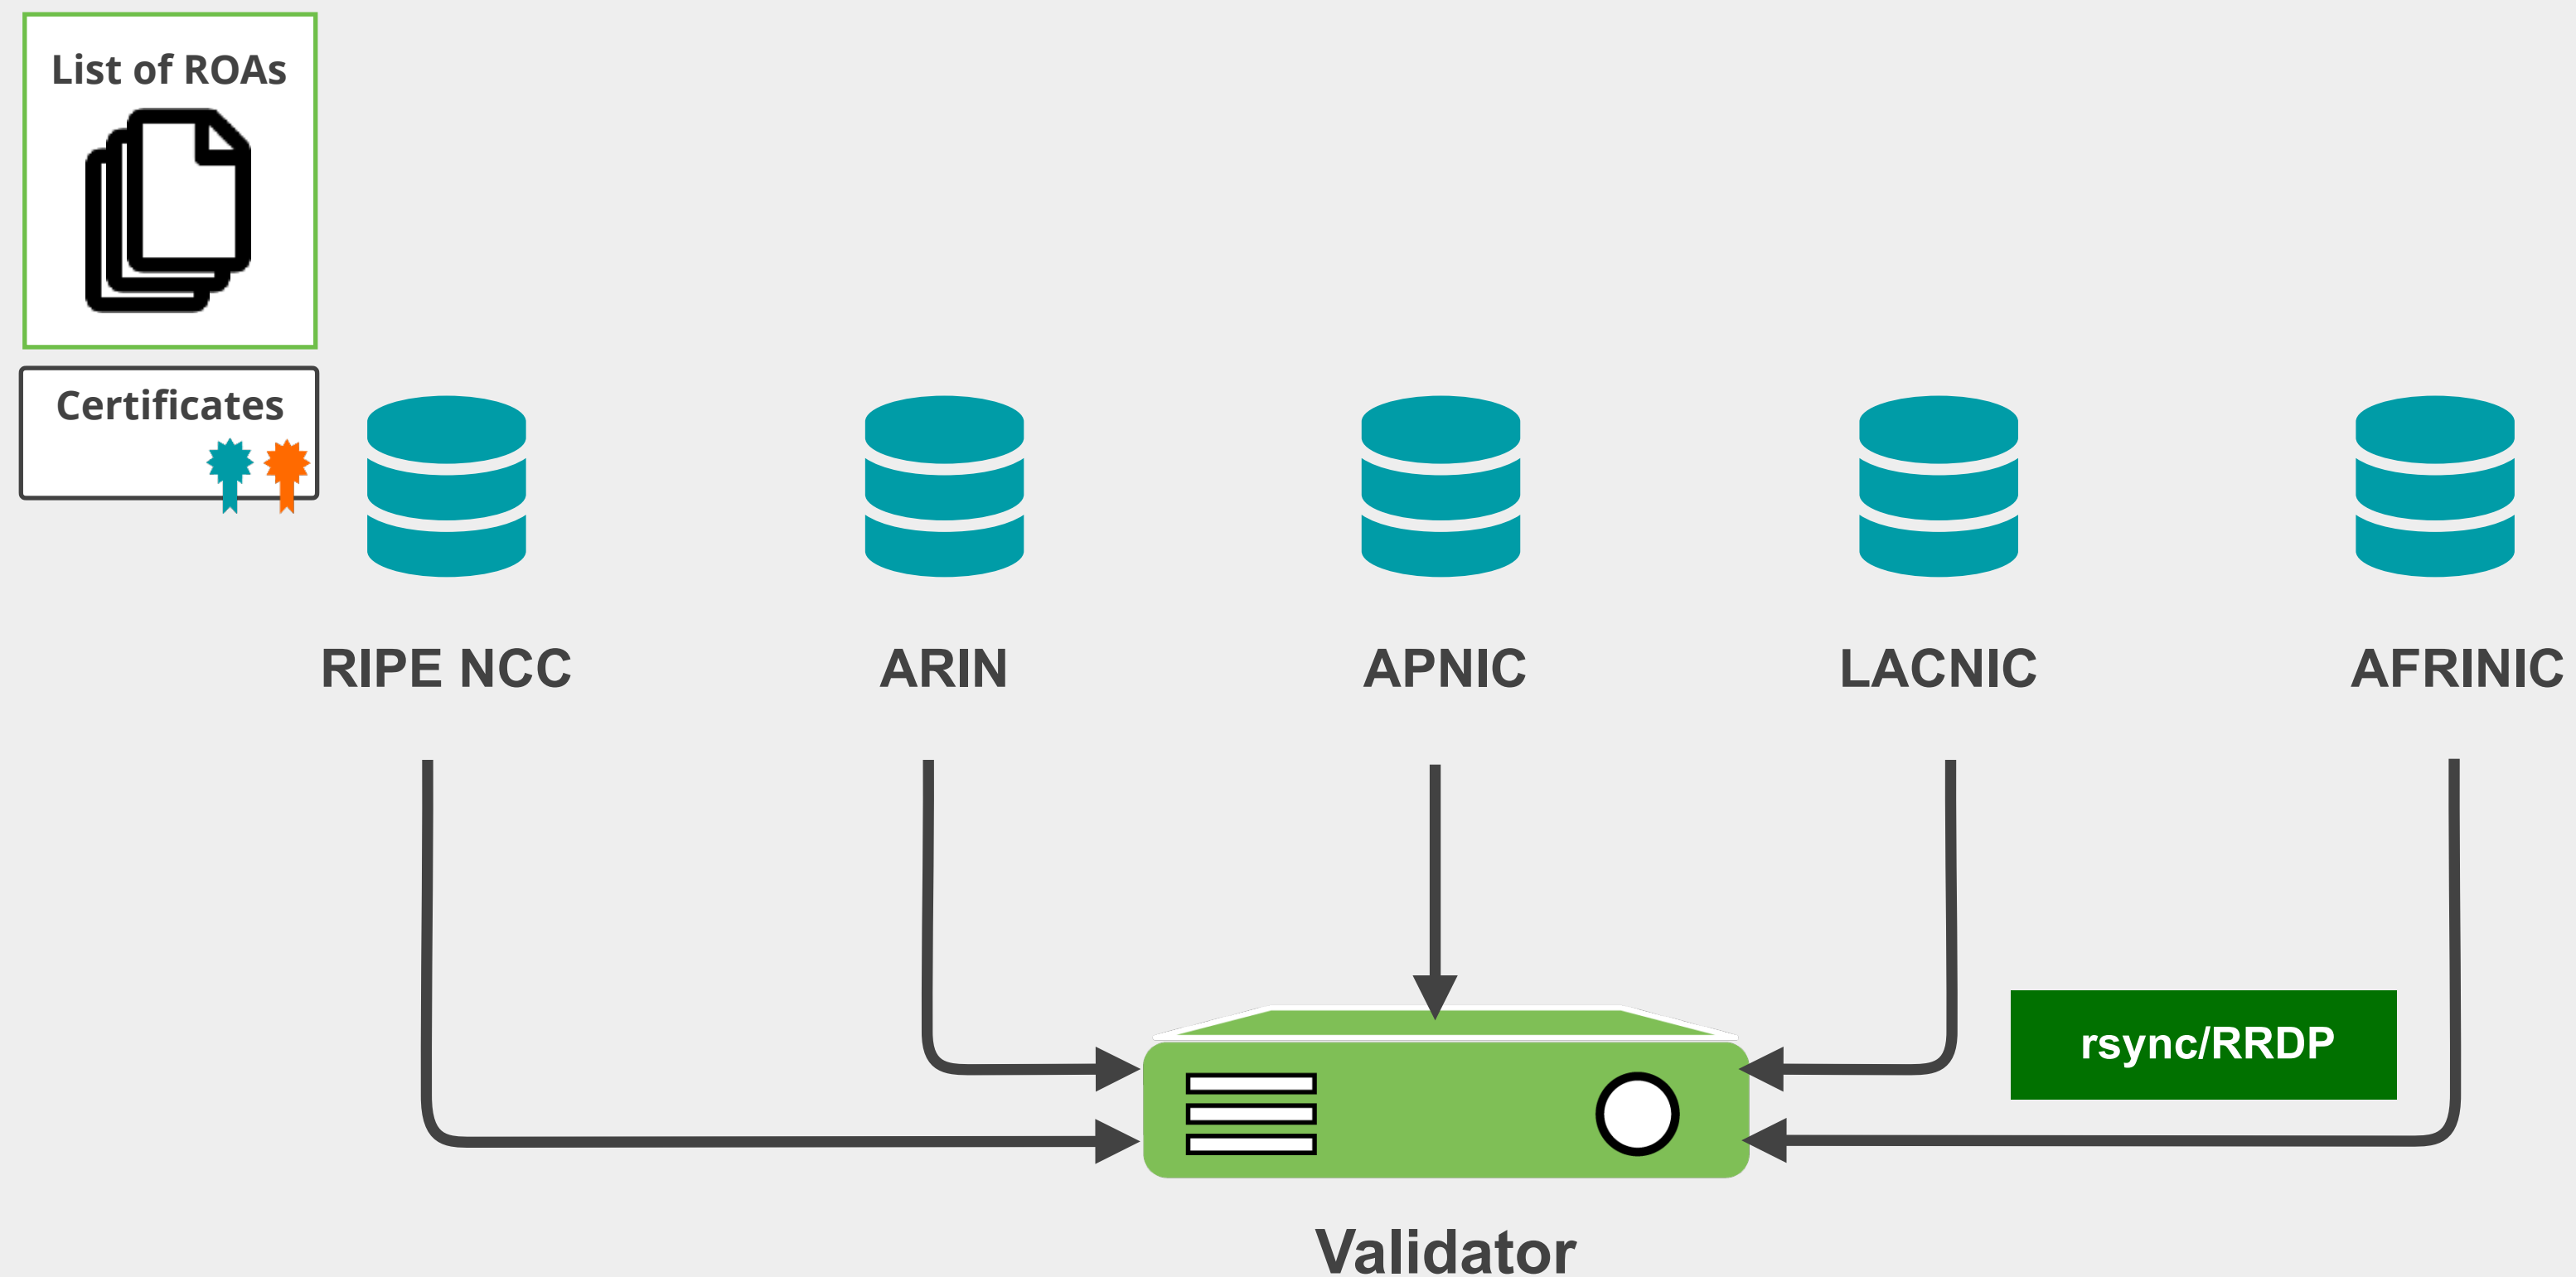 List of ROAs
Certificates
RIPE NCC
ARIN
APNIC
LACNIC
AFRINIC
rsync/RRDP
Validator